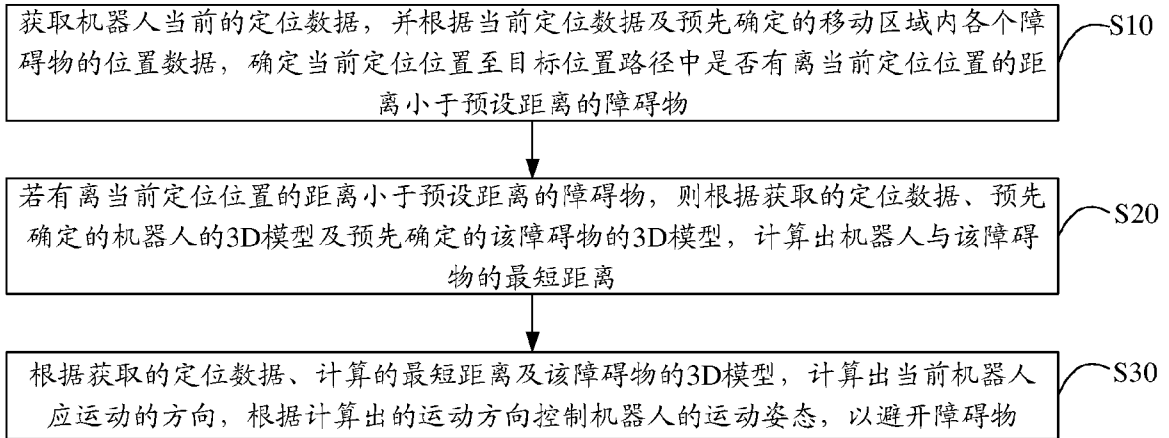 获取机器人当前的定位数据，并根据当前定位数据及预先确定的移动区域内各个障
碍物的位置数据，确定当前定位位置至目标位置路径中是否有离当前定位位置的距
离小于预设距离的障碍物
S10
若有离当前定位位置的距离小于预设距离的障碍物，则根据获取的定位数据、预先
确定的机器人的3D模型及预先确定的该障碍物的3D模型，计算出机器人与该障碍
物的最短距离
S20
根据获取的定位数据、计算的最短距离及该障碍物的3D模型，计算出当前机器人
应运动的方向，根据计算出的运动方向控制机器人的运动姿态，以避开障碍物
S30